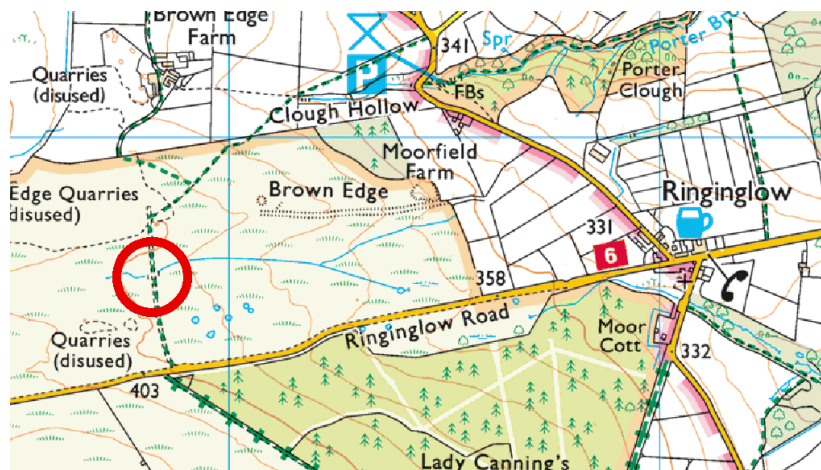 Brown Edge
Farm
341
Spr
Porter Bro
Quarries
(disused)
P
FBs
Porter
Clough
Clough Hollow
Moorfield
Farm
Edge Quarries
(disused)
Brown Edge
Ringinglow
331
6
358
Ringinglow Road
Quarries
(disused)
Moor
Cott
332
403
Lady Canning's